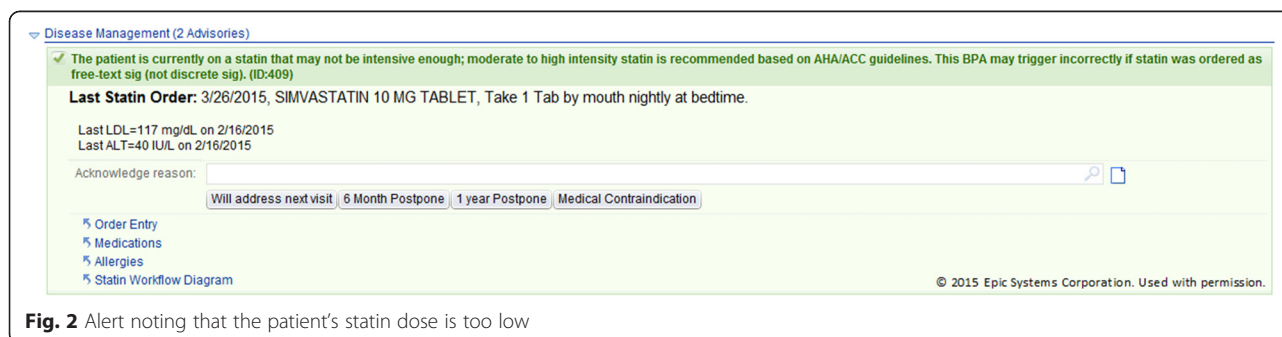 Disease Management (2 Advisories)
The patient is currently on a statin that may not be intensive enough; moderate to high intensity statin is recommended based on AHA/ACC guidelines. This BPA may trigger incorrectly if statin was ordered as
free-text sig (not discrete sig). (ID:409)
Last Statin Order: 3/26/2015, SIMVASTATIN 10 MG TABLET, Take 1 Tab by mouth nightly at bedtime.
Last LDL=117 mg/dL on 2/16/2015
Last ALT=40 IU/L on 2/16/2015
Acknowledge reason:
Will address next visit 6 Month Postpone 1 year Postpone Medical Contraindication
Order Entry
Medications
Allergies
Statin Workflow Diagram
© 2015 Epic Systems Corporation. Used with permission.
Fig. 2 Alert noting that the patient's statin dose is too low